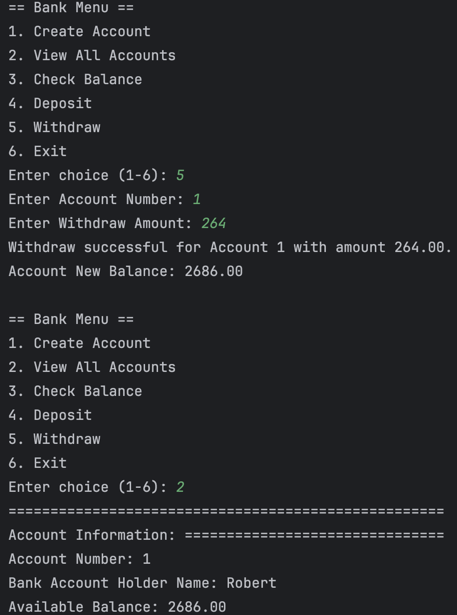 == Bank Menu ==
1. Create Account
2. View All Accounts
3. Check Balance
4. Deposit
5. Withdraw
6. Exit
Enter choice (1-6): 5
Enter Account Number: 1
Enter Withdraw Amount: 264
Withdraw successful for Account 1 with amount 264.00.
Account New Balance: 2686.00

== Bank Menu ==
1. Create Account
2. View All Accounts
3. Check Balance
4. Deposit
5. Withdraw
6. Exit
Enter choice (1-6): 2
====================================================
Account Information: ===============================
Account Number: 1
Bank Account Holder Name: Robert
Available Balance: 2686.00